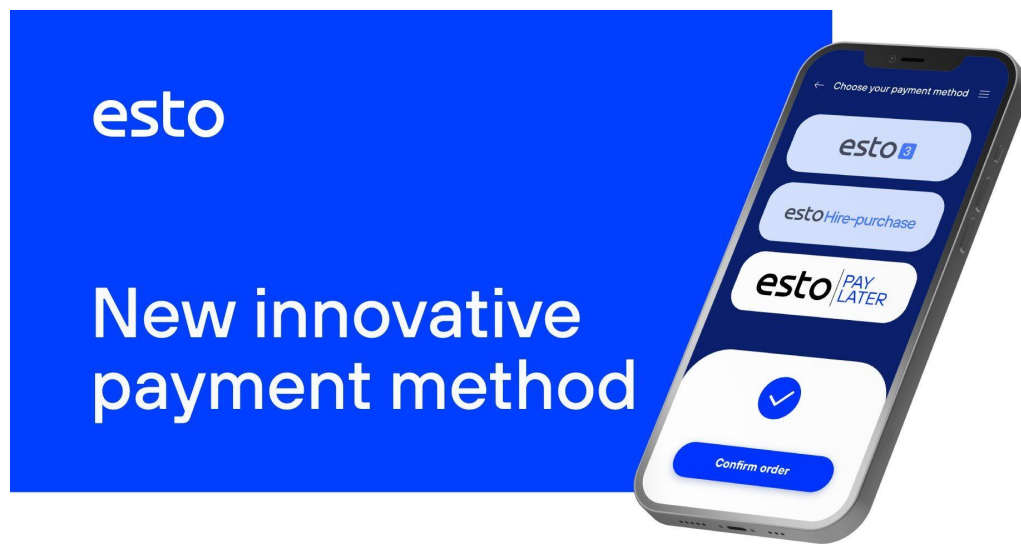 esto
New innovative
payment method
Choose your payment method
esto 3
esto Hire-purchase
esto PAY
LATER
Confirm order